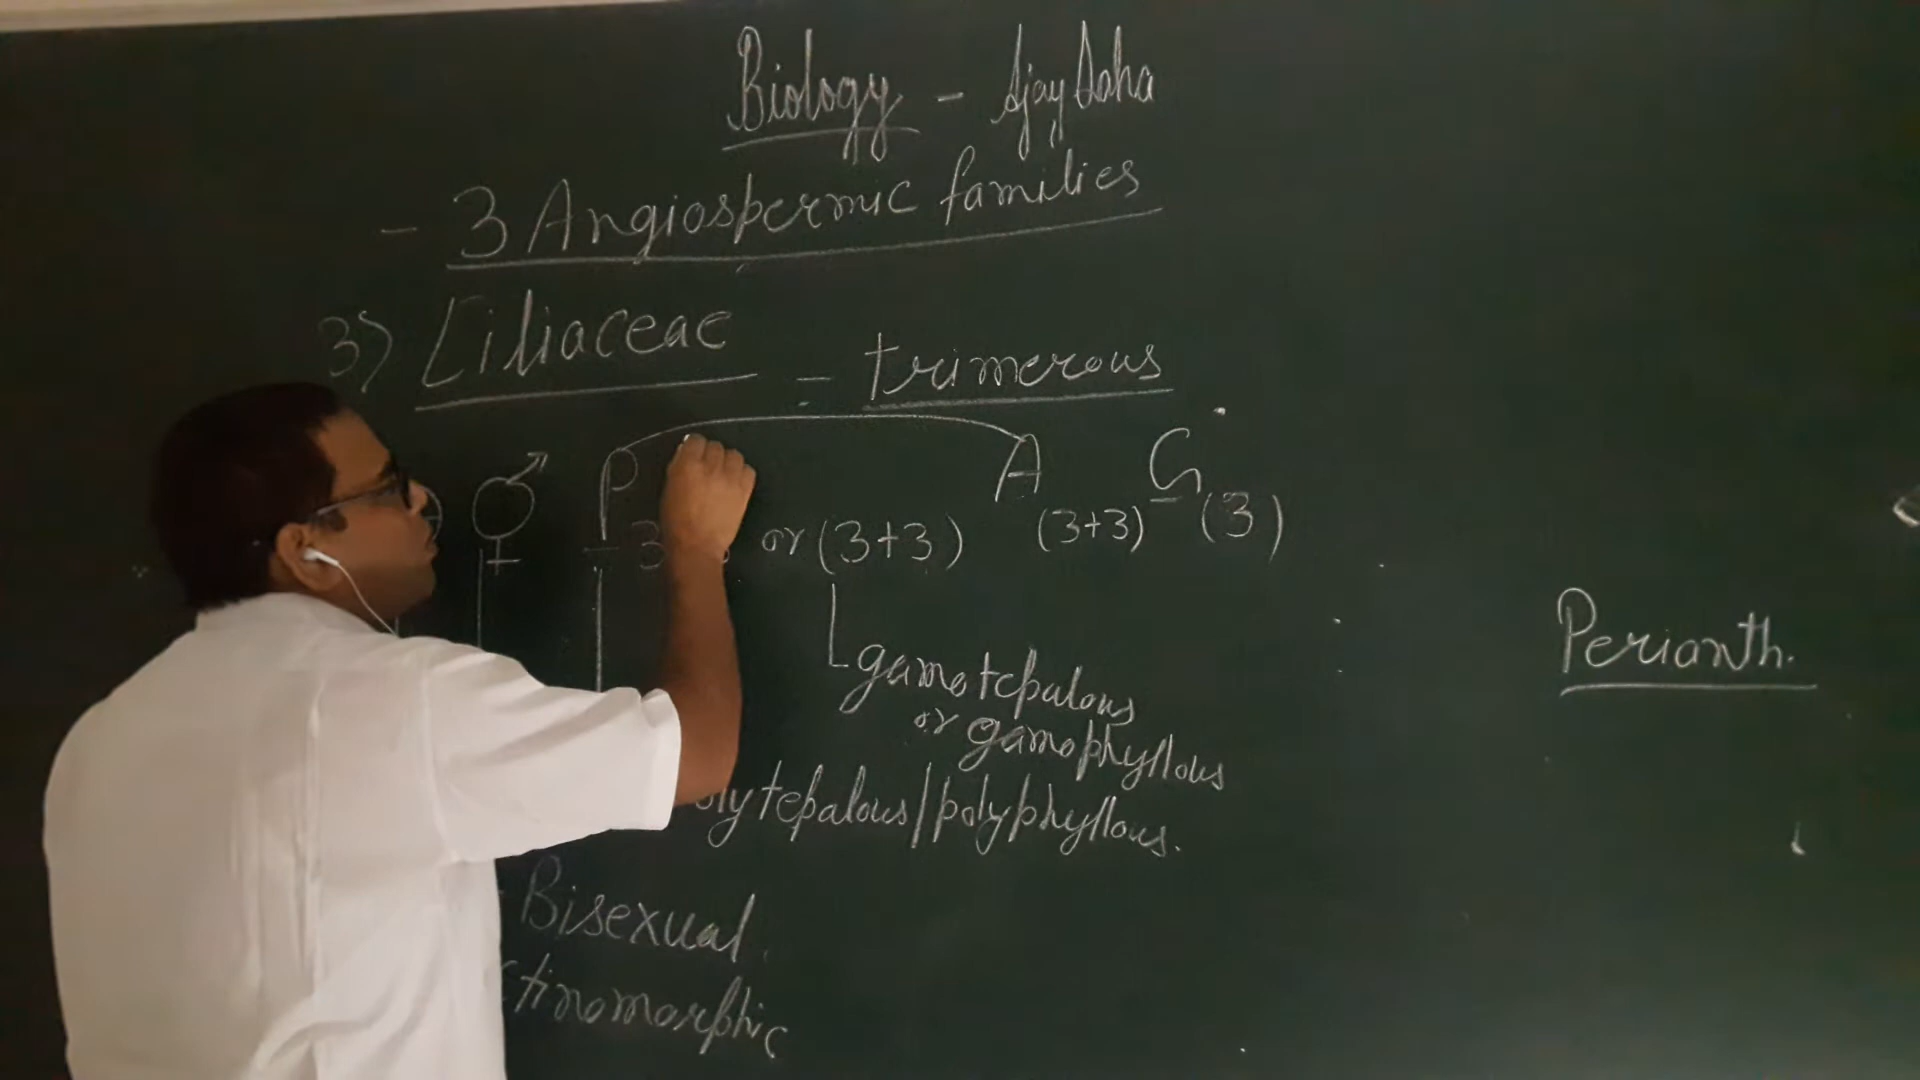 Biology - Ajay Saha
- 3 Angiospermic families
3) Liliaceae - trimerous
⚥ P 3 or (3+3) A (3+3) G (3)
gamotepalous
or gamophyllous
Perianth.
olytepalous/polyphyllous.
- Bisexual.
ctinomorphic